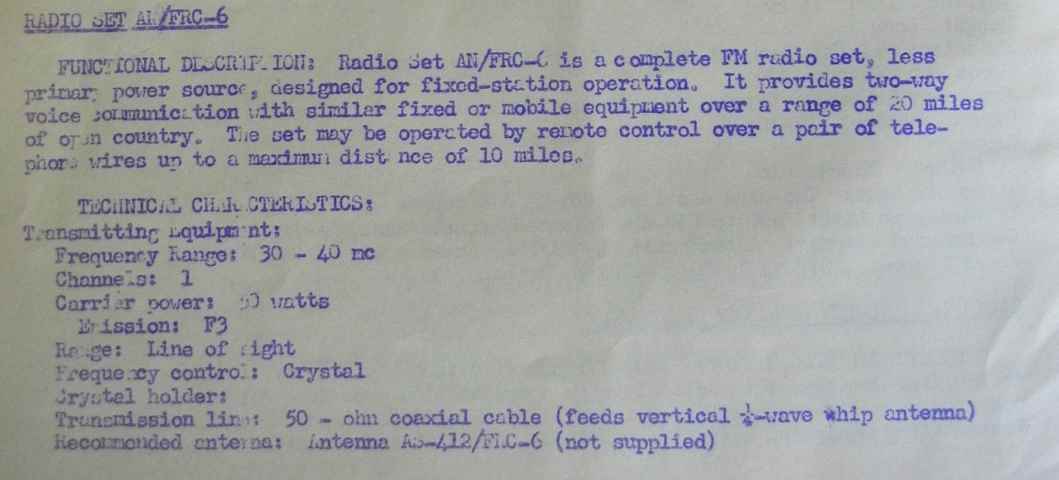 RADIO SET AN/FRC-6
FUNCTIONAL DESCRIPTION: Radio Set AN/FRC-6 is a complete FM radio set, less
primary power source, designed for fixed-station operation. It provides two-way
voice communication with similar fixed or mobile equipment over a range of 20 miles
of open country. The set may be operated by remote control over a pair of tele-
phone wires up to a maximum distance of 10 miles.
TECHNICAL CHARACTERISTICS:
Transmitting Equipment:
Frequency Range: 30 - 40 mc
Channels: 1
Carrier power: watts
Emission: F3
Range: Line of sight
Frequency control: Crystal
Crystal holder:
Transmission line: 50 - ohm coaxial cable (feeds vertical ¼-wave whip antenna)
Recommended antenna: Antenna AS-412/FRC-6 (not supplied)